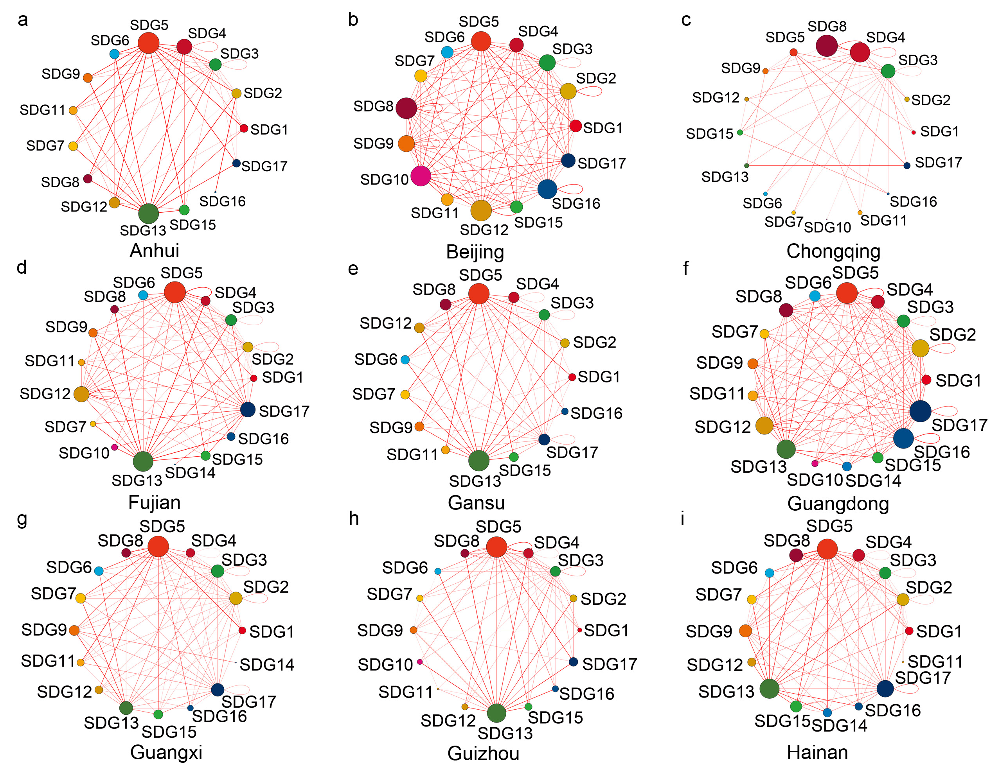 a
SDG5
SDG4
SDG6
SDG3
SDG9
SDG2
SDG11
SDG1
SDG7
SDG17
SDG8
SDG16
SDG12
SDG15
SDG13
Anhui
b
SDG5
SDG4
SDG6
SDG3
SDG7
SDG2
SDG8
SDG1
SDG9
SDG17
SDG10
SDG16
SDG11
SDG15
SDG12
Beijing
c
SDG8
SDG5
SDG4
SDG3
SDG9
SDG12
SDG2
SDG15
SDG1
SDG17
SDG13
SDG6
SDG16
SDG7
SDG10
SDG11
Chongqing
d
SDG5
SDG6
SDG4
SDG8
SDG3
SDG9
SDG2
SDG11
SDG1
SDG12
SDG17
SDG7
SDG16
SDG10
SDG15
SDG14
SDG13
Fujian
e
SDG5
SDG8
SDG4
SDG3
SDG12
SDG2
SDG6
SDG1
SDG7
SDG16
SDG9
SDG17
SDG11
SDG15
SDG13
Gansu
f
SDG5
SDG6
SDG4
SDG8
SDG3
SDG7
SDG2
SDG9
SDG1
SDG11
SDG17
SDG12
SDG16
SDG13
SDG15
SDG10
SDG14
Guangdong
g
SDG5
SDG8
SDG4
SDG6
SDG3
SDG7
SDG2
SDG9
SDG1
SDG11
SDG14
SDG12
SDG17
SDG13
SDG16
SDG15
Guangxi
h
SDG5
SDG8
SDG4
SDG6
SDG3
SDG7
SDG2
SDG9
SDG1
SDG10
SDG17
SDG11
SDG16
SDG12
SDG15
SDG13
Guizhou
i
SDG5
SDG8
SDG4
SDG6
SDG3
SDG7
SDG2
SDG9
SDG1
SDG12
SDG11
SDG17
SDG13
SDG16
SDG15
SDG14
Hainan